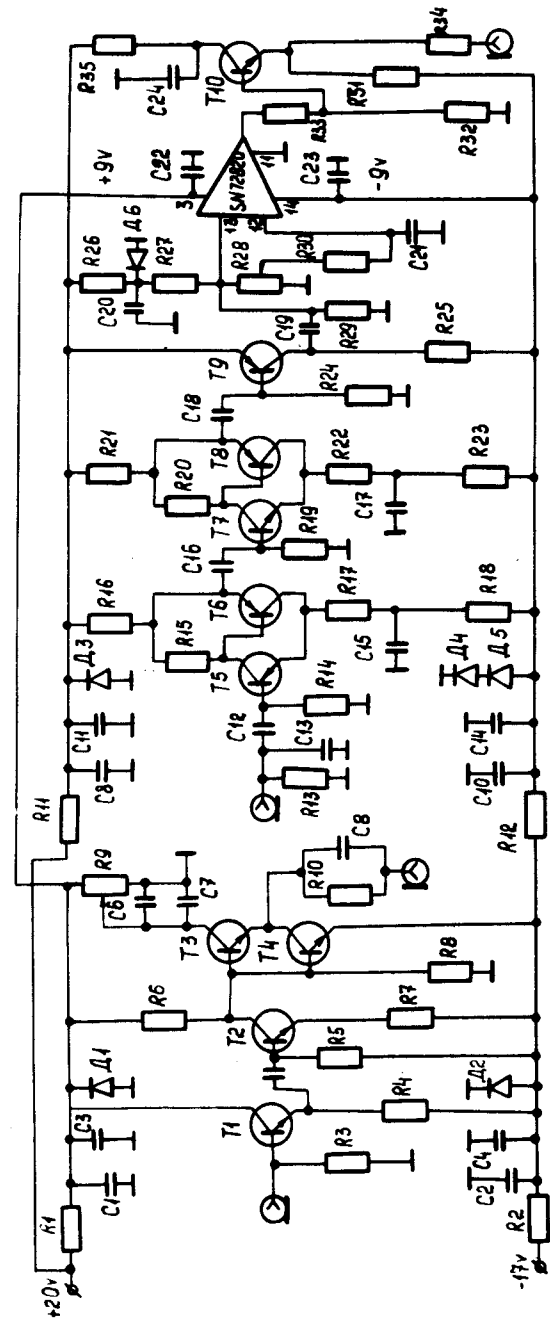 +20v
R1
C1
C3
Д1
R6
R9
C6
C7
R11
C8
C11
Д3
R16
R15
C16
R21
R20
C18
R26
C20
Д6
R27
R28
+9v
C22
3
R35
C24
T10
T1
T2
T3
T4
R10
C8
T5
T6
T7
T8
T9
C19
R29
R30
13
12
SN72820
11
14
C21
C23
-9v
R33
R32
R31
R34
R3
R4
R5
R7
R8
R13
C13
C12
R14
R17
C15
R19
R22
C17
R24
R25
-17v
R2
C2
C4
Д2
R12
C10
C14
Д4
Д5
R18
R23